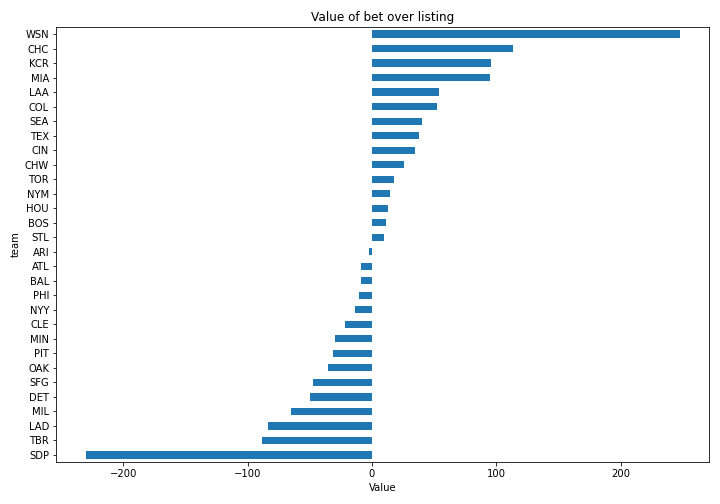 Value of bet over listing
WSN
CHC
KCR
MIA
LAA
COL
SEA
TEX
CIN
CHW
TOR
NYM
HOU
BOS
STL
ARI
ATL
BAL
PHI
NYY
CLE
MIN
PIT
OAK
SFG
DET
MIL
LAD
TBR
SDP
team
−200 −100 0 100 200
Value